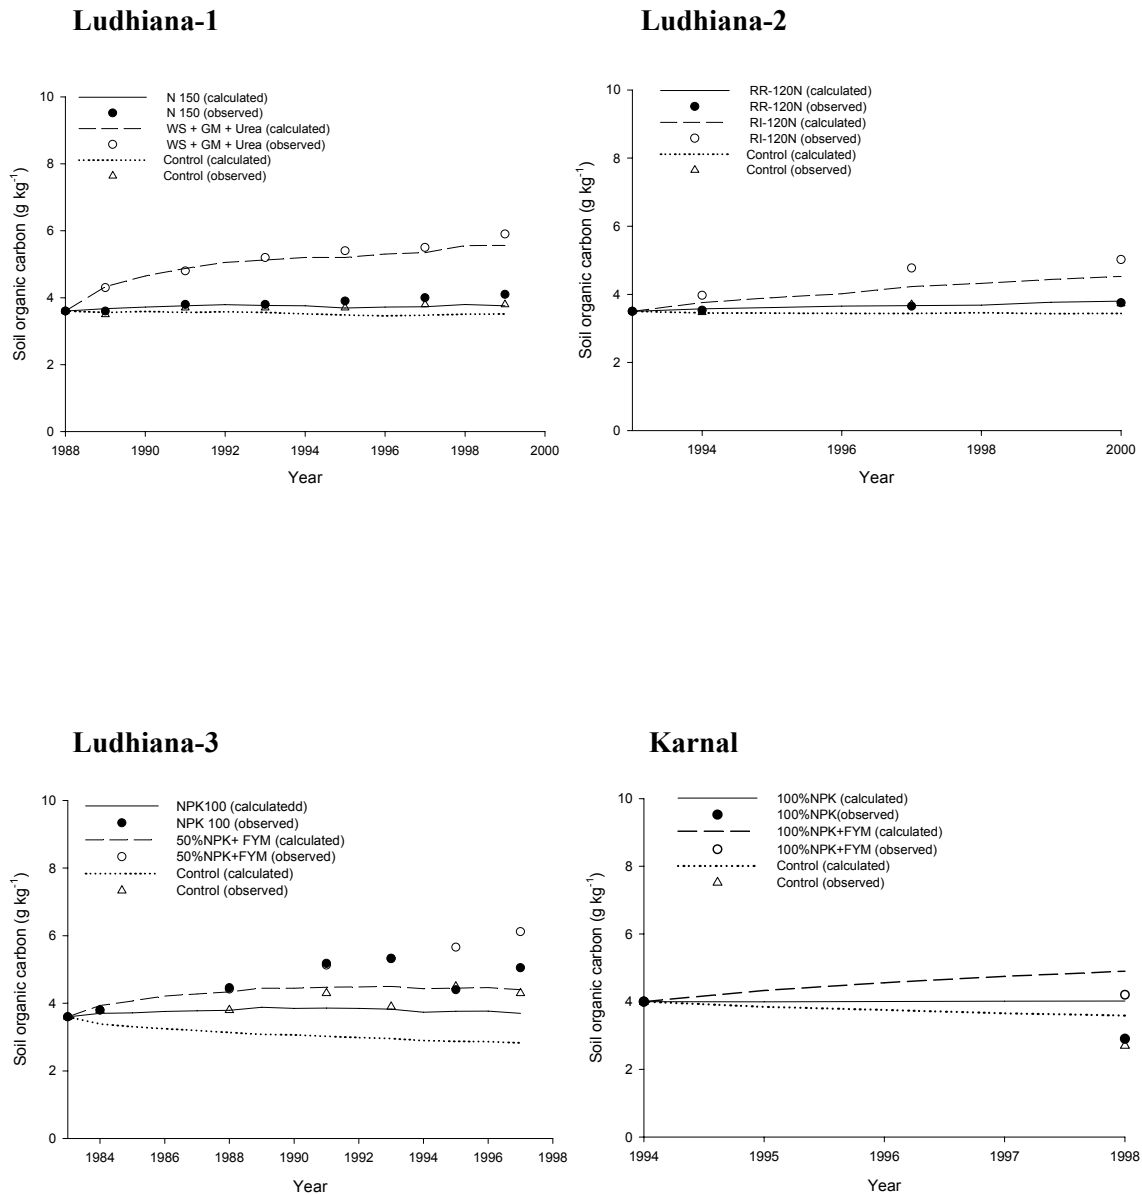 Ludhiana-1
N 150 (calculated)
N 150 (observed)
WS + GM + Urea (calculated)
WS + GM + Urea (observed)
Control (calculated)
Control (observed)
Soil organic carbon (g kg-1)
10
8
6
4
2
0
1988 1990 1992 1994 1996 1998 2000
Year
Ludhiana-2
RR-120N (calculated)
RR-120N (observed)
RI-120N (calculated)
RI-120N (observed)
Control (calculated)
Control (observed)
Soil organic carbon (g kg-1)
10
8
6
4
2
0
1994 1996 1998 2000
Year
Ludhiana-3
NPK100 (calculatedd)
NPK 100 (observed)
50%NPK+ FYM (calculated)
50%NPK+FYM (observed)
Control (calculated)
Control (observed)
Soil organic carbon (g kg-1)
10
8
6
4
2
0
1984 1986 1988 1990 1992 1994 1996 1998
Year
Karnal
100%NPK (calculated)
100%NPK(observed)
100%NPK+FYM (calculated)
100%NPK+FYM (observed)
Control (calculated)
Control (observed)
Soil organic carbon (g kg-1)
10
8
6
4
2
0
1994 1995 1996 1997 1998
Year